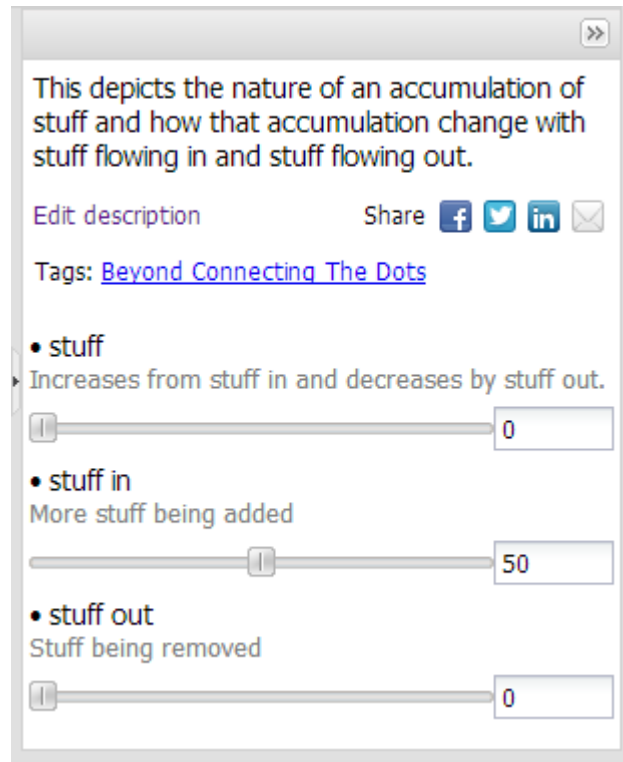 This depicts the nature of an accumulation of
stuff and how that accumulation change with
stuff flowing in and stuff flowing out.
Edit description Share
Tags: Beyond Connecting The Dots
• stuff
Increases from stuff in and decreases by stuff out.
0
• stuff in
More stuff being added
50
• stuff out
Stuff being removed
0